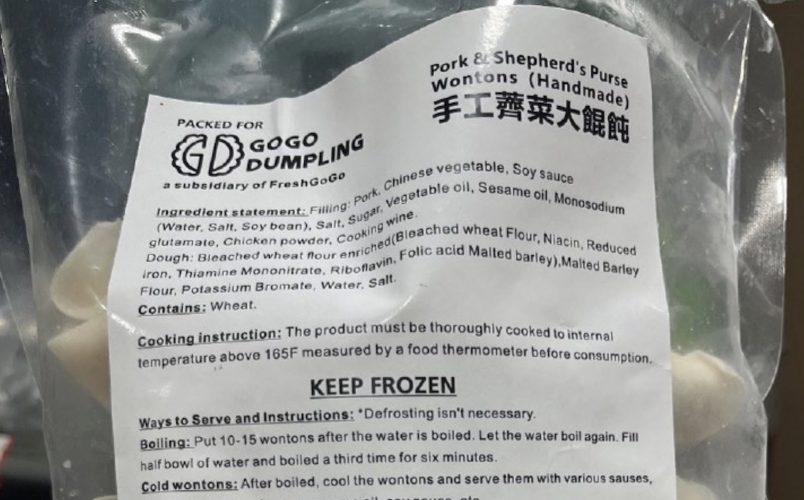 Pork & Shepherd's Purse
Wontons (Handmade)
手工薺菜大餛飩
PACKED FOR
GD GOGO
DUMPLING
a subsidiary of FreshGoGo
Ingredient statement: Filling: Pork, Chinese vegetable, Soy sauce
(Water, Salt, Soy bean), Salt, Sugar, Vegetable oil, Sesame oil, Monosodium
glutamate, Chicken powder, Cooking wine.
Dough: Bleached wheat flour enriched(Bleached wheat Flour, Niacin, Reduced
iron, Thiamine Mononitrate, Riboflavin, Folic acid Malted barley),Malted Barley
Flour, Potassium Bromate, Water, Salt.
Contains: Wheat.
Cooking instruction: The product must be thoroughly cooked to internal
temperature above 165F measured by a food thermometer before consumption.
KEEP FROZEN
Ways to Serve and Instructions: *Defrosting isn't necessary.
Boiling: Put 10-15 wontons after the water is boiled. Let the water boil again. Fill
half bowl of water and boiled a third time for six minutes.
Cold wontons: After boiled, cool the wontons and serve them with various sauses,